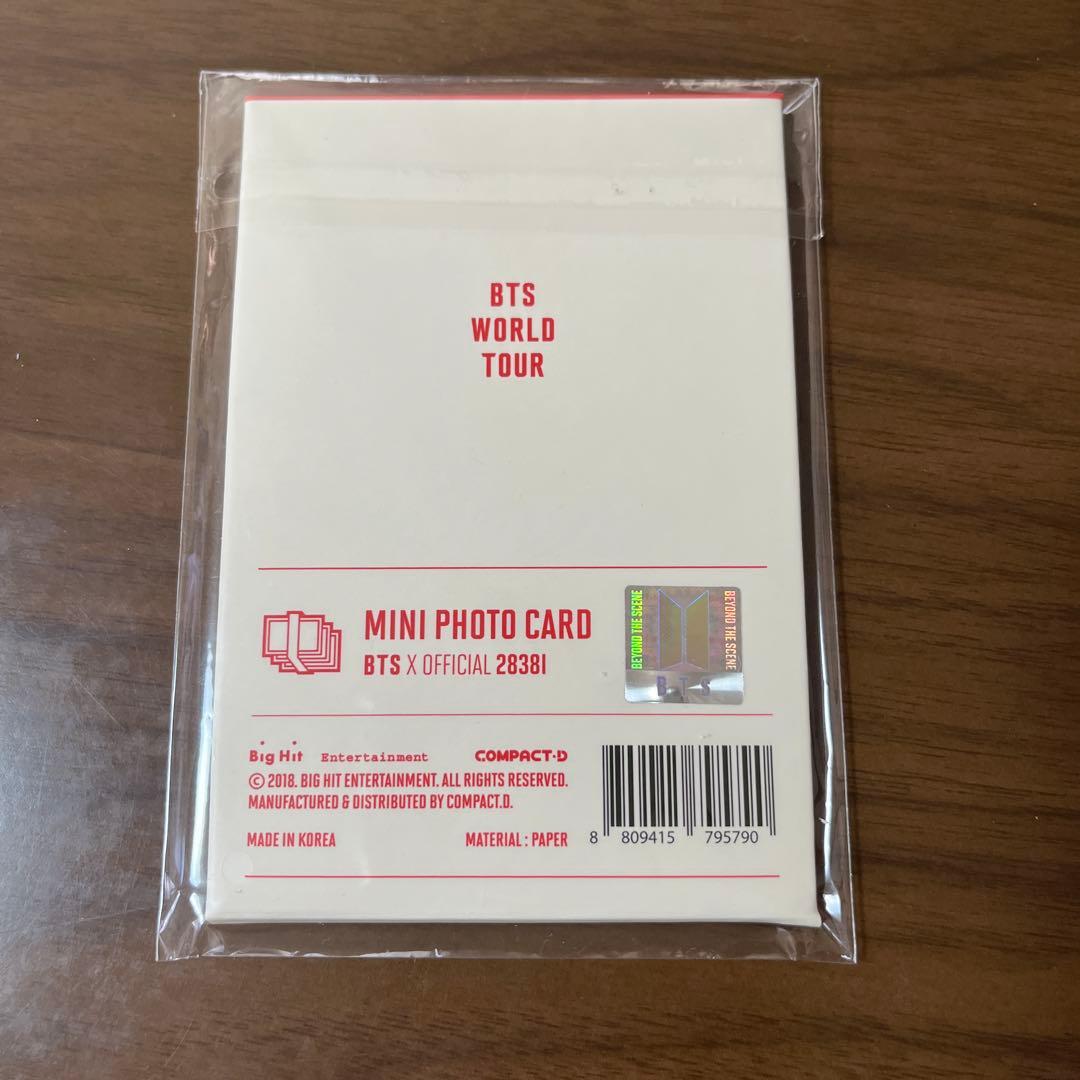 BTS
WORLD
TOUR
MINI PHOTO CARD
BTS X OFFICIAL 28381
BEYOND THE SCENE
BEYOND THE SCENE
BTS
Big Hit Entertainment
COMPACT·D
© 2018. BIG HIT ENTERTAINMENT. ALL RIGHTS RESERVED.
MANUFACTURED & DISTRIBUTED BY COMPACT.D.
MADE IN KOREA
MATERIAL : PAPER
8 809415 795790